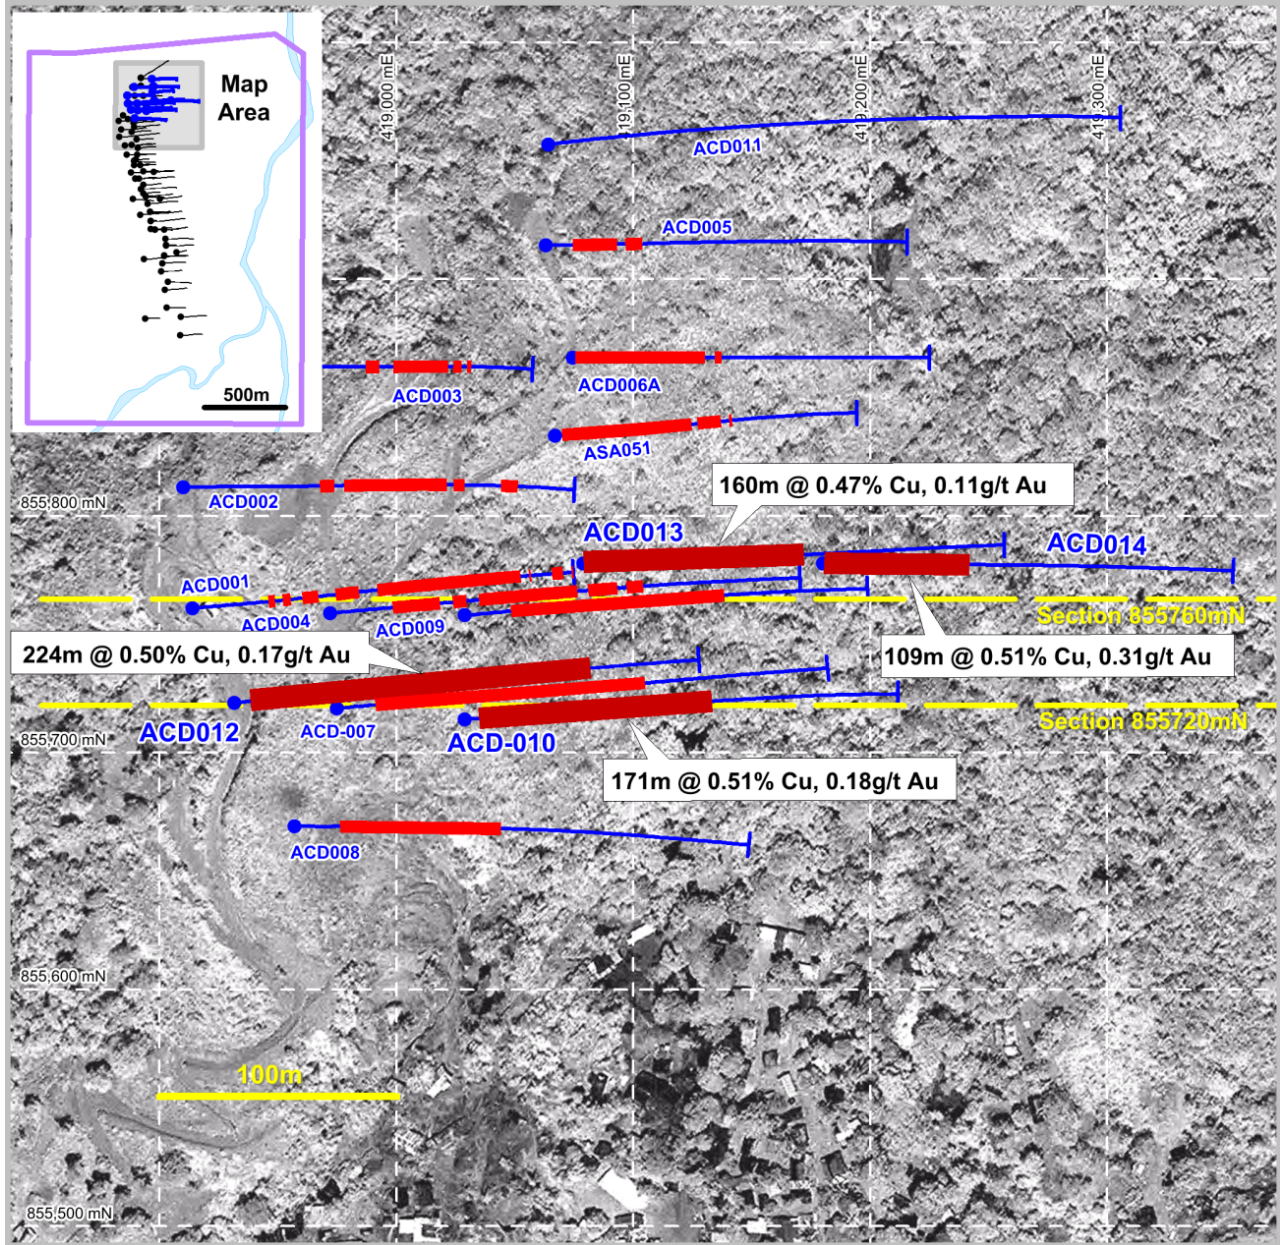 Map
Area
500m
419,000 mE
419,100 mE
419,200 mE
419,300 mE
ACD011
ACD005
ACD003
ACD006A
ASA051
ACD002
855,800 mN
160m @ 0.47% Cu, 0.11g/t Au
ACD013
ACD014
ACD001
ACD004
ACD009
Section 855760mN
224m @ 0.50% Cu, 0.17g/t Au
109m @ 0.51% Cu, 0.31g/t Au
ACD012
ACD-007
ACD-010
Section 855720mN
855,700 mN
171m @ 0.51% Cu, 0.18g/t Au
ACD008
855,600 mN
100m
855,500 mN